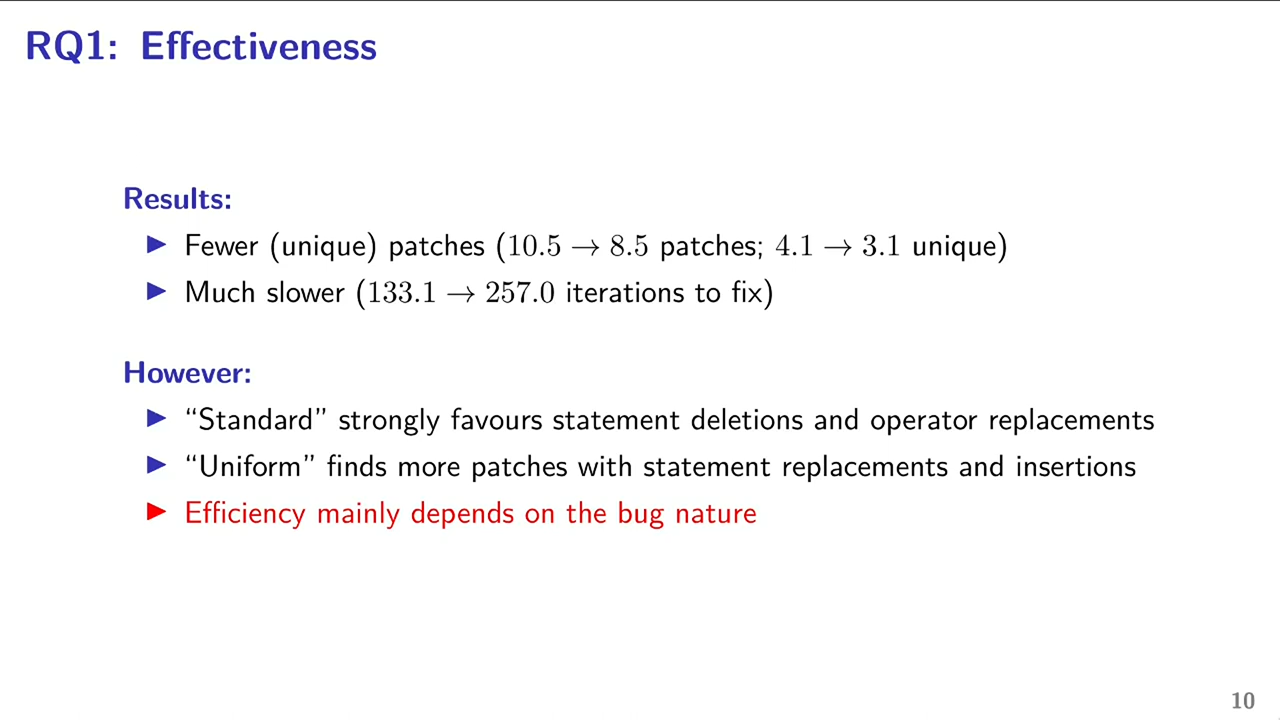 RQ1: Effectiveness
Results:
▶ Fewer (unique) patches (10.5 → 8.5 patches; 4.1 → 3.1 unique)
▶ Much slower (133.1 → 257.0 iterations to fix)
However:
▶ “Standard” strongly favours statement deletions and operator replacements
▶ “Uniform” finds more patches with statement replacements and insertions
▶ Efficiency mainly depends on the bug nature
10